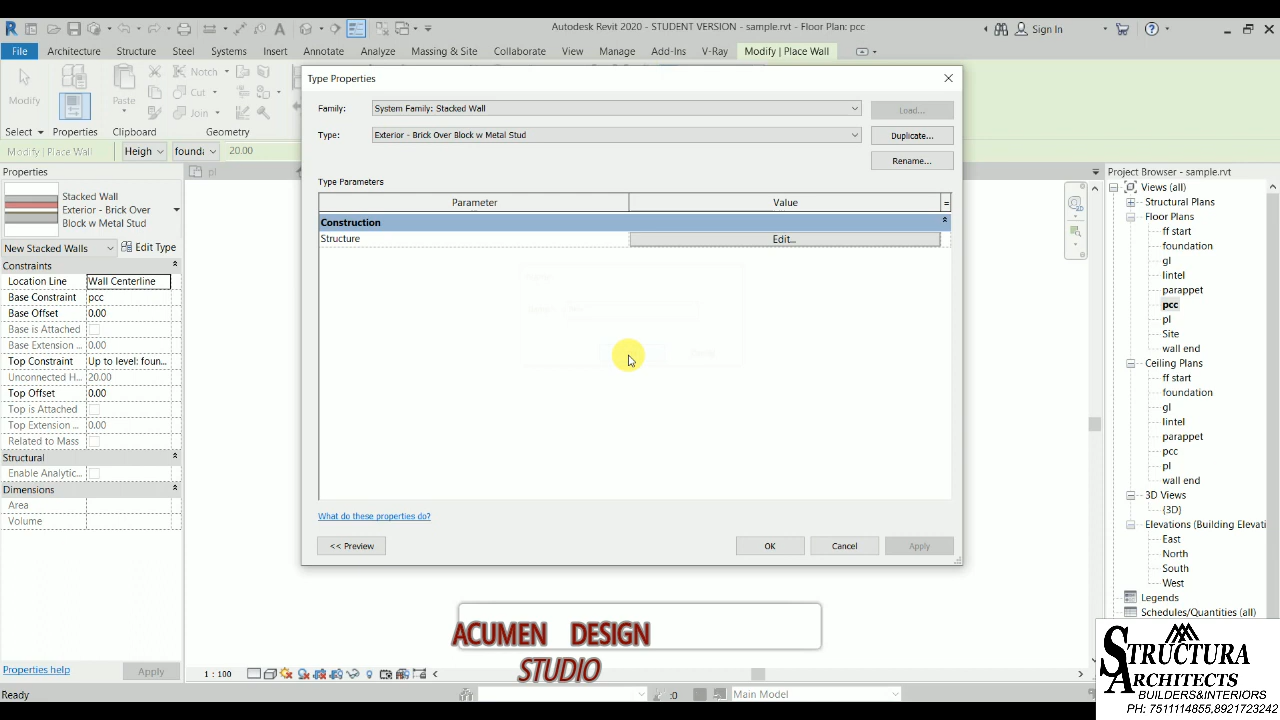 Autodesk Revit 2020 - STUDENT VERSION - sample.rvt - Floor Plan: pcc
Sign In
File Architecture Structure Steel Systems Insert Annotate Analyze Massing & Site Collaborate View Manage Add-Ins V-Ray Modify | Place Wall
Modify
Paste
Notch
Cut
Join
Select Properties Clipboard Geometry
Modify | Place Wall Heigh founda 20.00
Properties
Stacked Wall
Exterior - Brick Over
Block w Metal Stud
New Stacked Walls Edit Type
Constraints
Location Line Wall Centerline
Base Constraint pcc
Base Offset 0.00
Base is Attached
Base Extension ... 0.00
Top Constraint Up to level: foun...
Unconnected H... 20.00
Top Offset 0.00
Top is Attached
Top Extension ... 0.00
Related to Mass
Structural
Enable Analytic...
Dimensions
Area
Volume
Properties help Apply
Ready
pl
Type Properties
Family: System Family: Stacked Wall Load...
Type: Exterior - Brick Over Block w Metal Stud Duplicate...
Rename...
Type Parameters
Parameter Value =
Construction
Structure Edit...
What do these properties do?
<< Preview OK Cancel Apply
ACUMEN DESIGN
STUDIO
1 : 100
:0 Main Model
Project Browser - sample.rvt
Views (all)
Structural Plans
Floor Plans
ff start
foundation
gl
lintel
parappet
pcc
pl
Site
wall end
Ceiling Plans
ff start
foundation
gl
lintel
parappet
pcc
pl
wall end
3D Views
{3D}
Elevations (Building Elevati
East
North
South
West
Legends
Schedules/Quantities (all)
STRUCTURA
ARCHITECTS
BUILDERS&INTERIORS
PH: 7511114855,8921723242